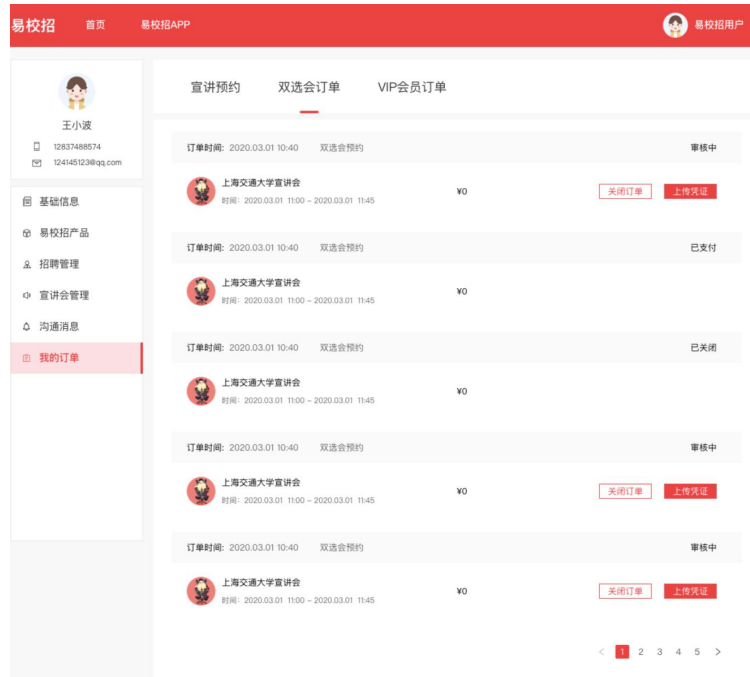 易校招 首页 易校招APP 易校招用户
王小波
12837488574
124145123@qq.com
基础信息
易校招产品
招聘管理
宣讲会管理
沟通消息
我的订单
宣讲预约 双选会订单 VIP会员订单
订单时间: 2020.03.01 10:40 双选会预约 审核中
上海交通大学宣讲会
时间: 2020.03.01 11:00 ~ 2020.03.01 11:45
¥0 关闭订单 上传凭证
订单时间: 2020.03.01 10:40 双选会预约 已支付
上海交通大学宣讲会
时间: 2020.03.01 11:00 ~ 2020.03.01 11:45
¥0
订单时间: 2020.03.01 10:40 双选会预约 已关闭
上海交通大学宣讲会
时间: 2020.03.01 11:00 ~ 2020.03.01 11:45
¥0
订单时间: 2020.03.01 10:40 双选会预约 审核中
上海交通大学宣讲会
时间: 2020.03.01 11:00 ~ 2020.03.01 11:45
¥0 关闭订单 上传凭证
订单时间: 2020.03.01 10:40 双选会预约 审核中
上海交通大学宣讲会
时间: 2020.03.01 11:00 ~ 2020.03.01 11:45
¥0 关闭订单 上传凭证
< 1 2 3 4 5 >